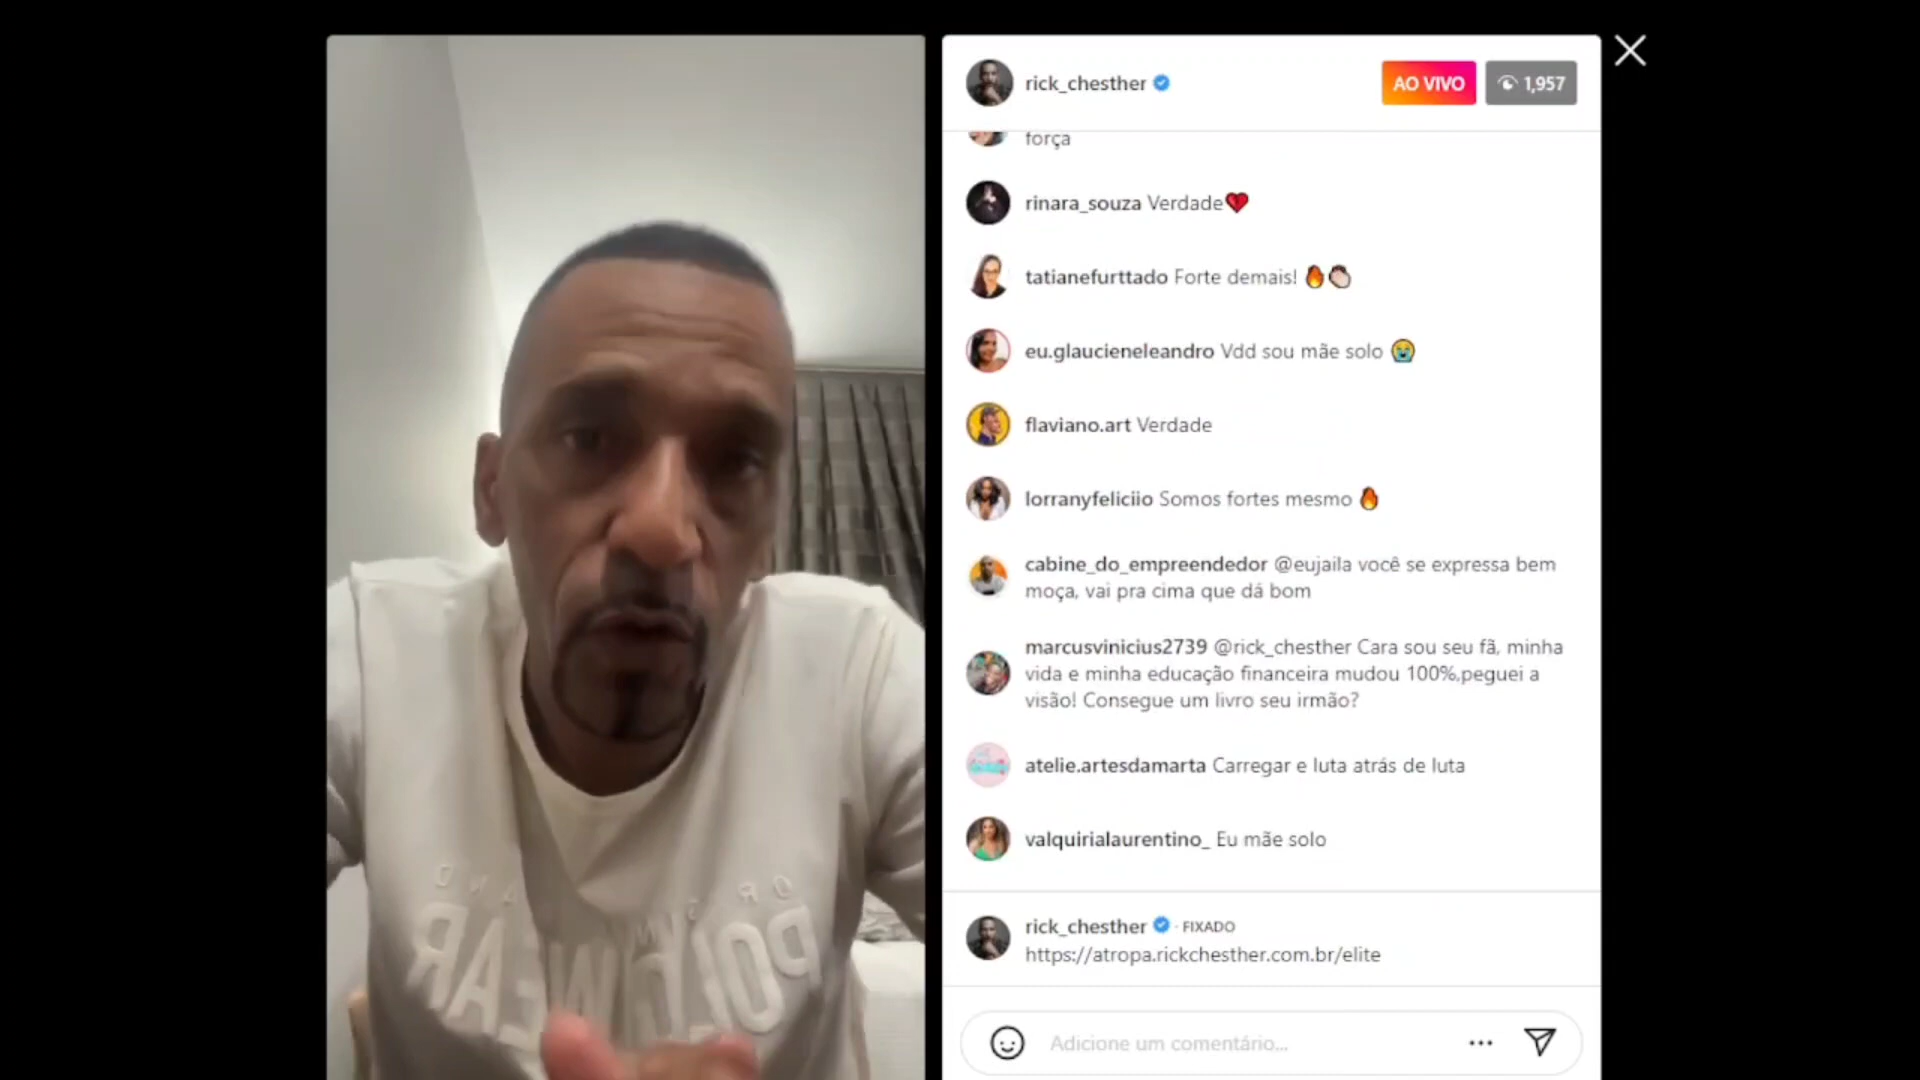 rick_chesther
AO VIVO
1,957
força
rinara_souza Verdade💔
tatianefurttado Forte demais! 🔥👏🏻
eu.glaucieneleandro Vdd sou mãe solo 😭
flaviano.art Verdade
lorranyfeliciio Somos fortes mesmo 🔥
cabine_do_empreendedor @eujaila você se expressa bem
moça, vai pra cima que dá bom
marcusvinicius2739 @rick_chesther Cara sou seu fã, minha
vida e minha educação financeira mudou 100%,peguei a
visão! Consegue um livro seu irmão?
atelie.artesdamarta Carregar e luta atrás de luta
valquirialaurentino_ Eu mãe solo
rick_chesther · FIXADO
https://atropa.rickchesther.com.br/elite
Adicione um comentário...